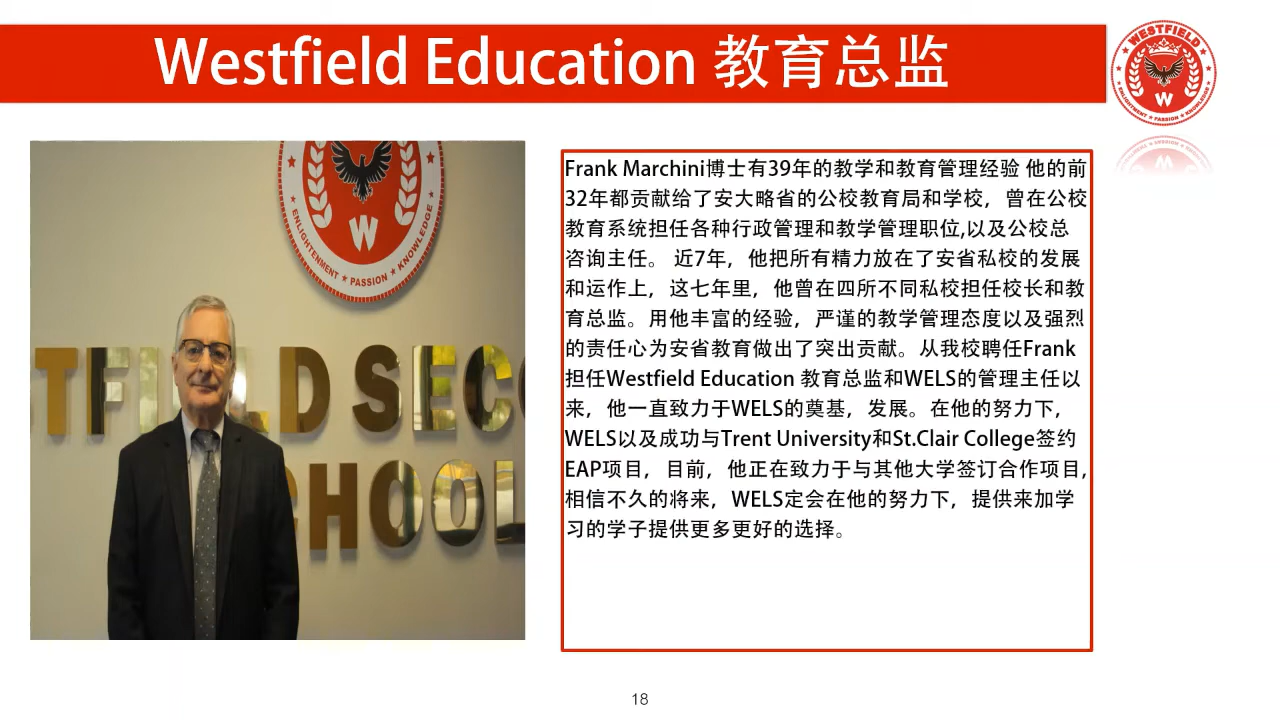 Westfield Education 教育总监
WESTFIELD
W
ENLIGHTENMENT ★ PASSION ★ KNOWLEDGE
ENLIGHTENMENT ★ PASSION ★ KNOWLEDGE
W
STFIELD SEC
CHOOL
Frank Marchini博士有39年的教学和教育管理经验 他的前
32年都贡献给了安大略省的公校教育局和学校，曾在公校
教育系统担任各种行政管理和教学管理职位,以及公校总
咨询主任。 近7年，他把所有精力放在了安省私校的发展
和运作上，这七年里，他曾在四所不同私校担任校长和教
育总监。用他丰富的经验，严谨的教学管理态度以及强烈
的责任心为安省教育做出了突出贡献。从我校聘任Frank
担任Westfield Education 教育总监和WELS的管理主任以
来，他一直致力于WELS的奠基，发展。在他的努力下，
WELS以及成功与Trent University和St.Clair College签约
EAP项目，目前，他正在致力于与其他大学签订合作项目,
相信不久的将来，WELS定会在他的努力下，提供来加学
习的学子提供更多更好的选择。
18